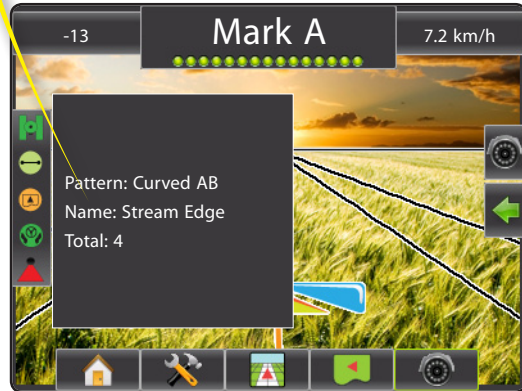 -13
Mark A
7.2 km/h
Pattern: Curved AB
Name: Stream Edge
Total: 4